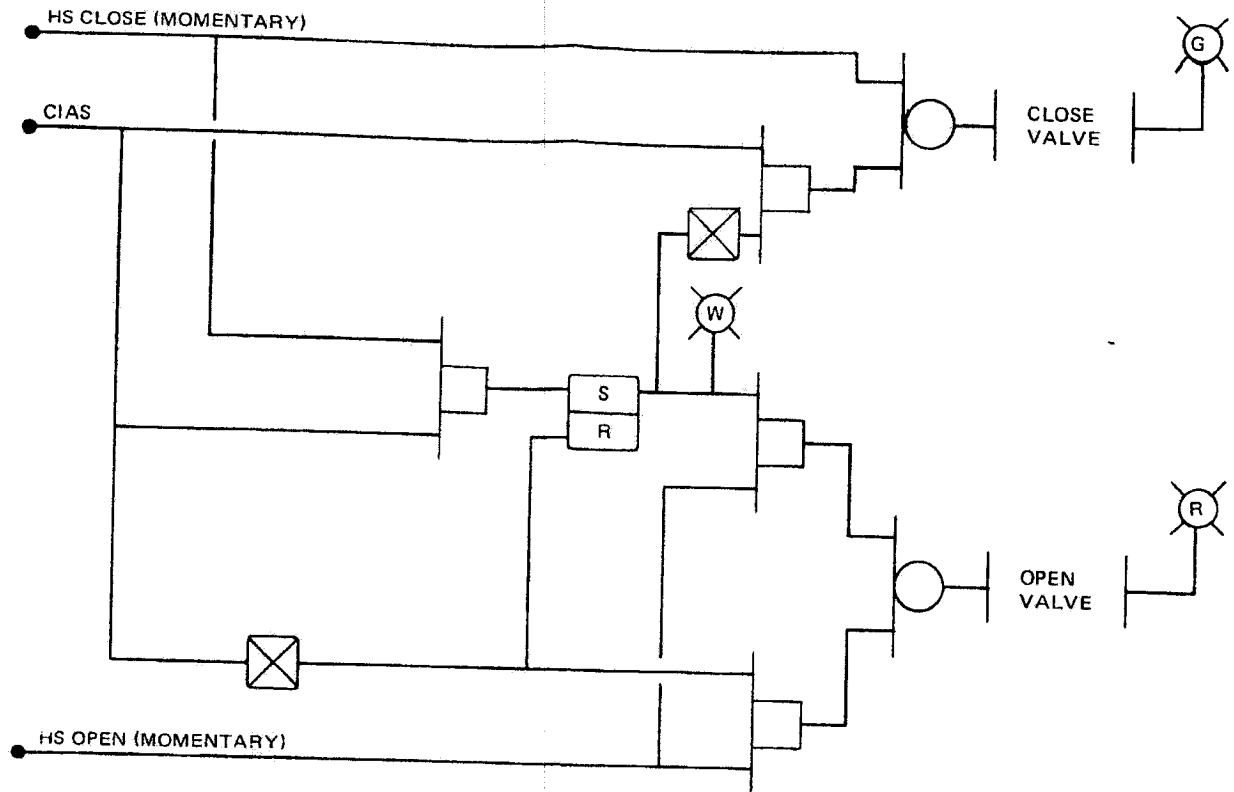 HS CLOSE (MOMENTARY)
G
CIAS
CLOSE
VALVE
W
S
R
R
OPEN
VALVE
HS OPEN (MOMENTARY)